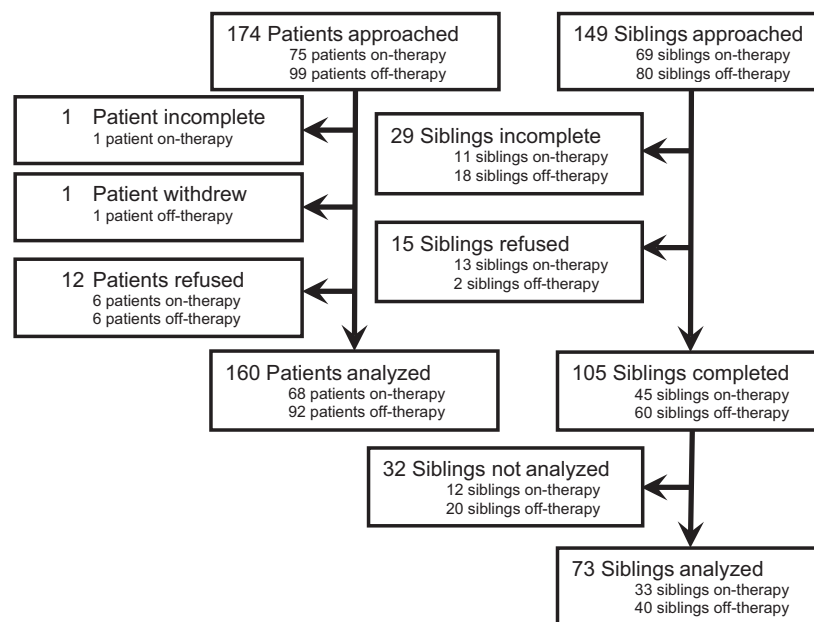 174 Patients approached
75 patients on-therapy
99 patients off-therapy
1 Patient incomplete
1 patient on-therapy
1 Patient withdrew
1 patient off-therapy
12 Patients refused
6 patients on-therapy
6 patients off-therapy
160 Patients analyzed
68 patients on-therapy
92 patients off-therapy
149 Siblings approached
69 siblings on-therapy
80 siblings off-therapy
29 Siblings incomplete
11 siblings on-therapy
18 siblings off-therapy
15 Siblings refused
13 siblings on-therapy
2 siblings off-therapy
105 Siblings completed
45 siblings on-therapy
60 siblings off-therapy
32 Siblings not analyzed
12 siblings on-therapy
20 siblings off-therapy
73 Siblings analyzed
33 siblings on-therapy
40 siblings off-therapy